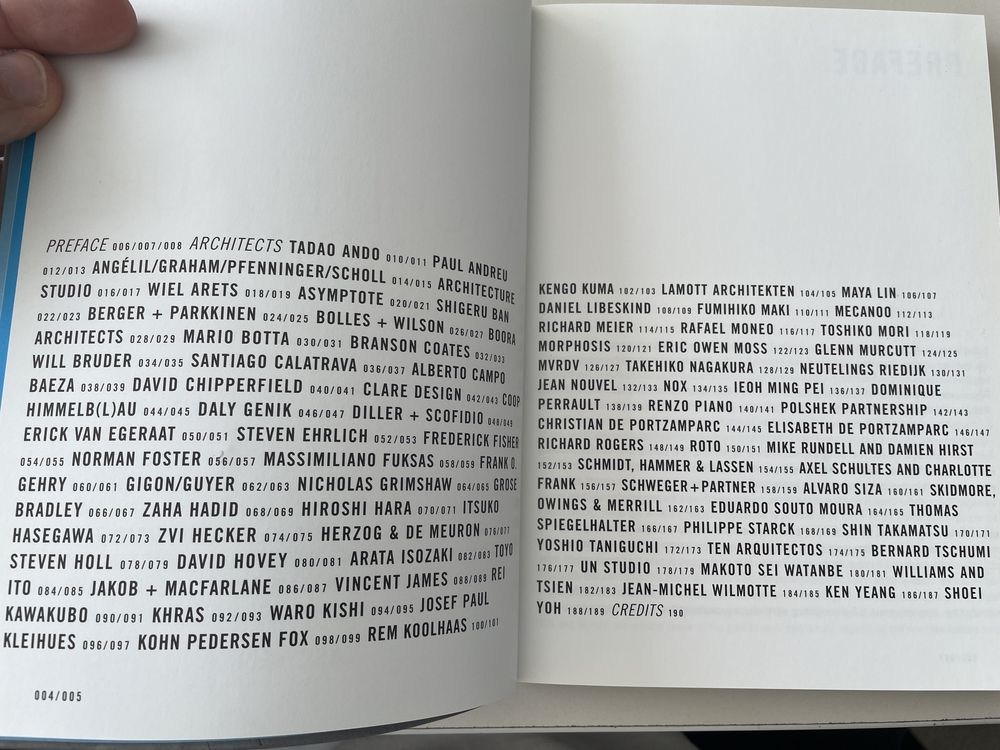 PREFACE 006/007/008 ARCHITECTS TADAO ANDO 010/011 PAUL ANDREU
012/013 ANGÉLIL/GRAHAM/PFENNINGER/SCHOLL 014/015 ARCHITECTURE
STUDIO 016/017 WIEL ARETS 018/019 ASYMPTOTE 020/021 SHIGERU BAN
022/023 BERGER + PARKKINEN 024/025 BOLLES + WILSON 026/027 BOORA
ARCHITECTS 028/029 MARIO BOTTA 030/031 BRANSON COATES 032/033
WILL BRUDER 034/035 SANTIAGO CALATRAVA 036/037 ALBERTO CAMPO
BAEZA 038/039 DAVID CHIPPERFIELD 040/041 CLARE DESIGN 042/043 COOP
HIMMELB(L)AU 044/045 DALY GENIK 046/047 DILLER + SCOFIDIO 048/049
ERICK VAN EGERAAT 050/051 STEVEN EHRLICH 052/053 FREDERICK FISHER
054/055 NORMAN FOSTER 056/057 MASSIMILIANO FUKSAS 058/059 FRANK O.
GEHRY 060/061 GIGON/GUYER 062/063 NICHOLAS GRIMSHAW 064/065 GROSE
BRADLEY 066/067 ZAHA HADID 068/069 HIROSHI HARA 070/071 ITSUKO
HASEGAWA 072/073 ZVI HECKER 074/075 HERZOG & DE MEURON 076/077
STEVEN HOLL 078/079 DAVID HOVEY 080/081 ARATA ISOZAKI 082/083 TOYO
ITO 084/085 JAKOB + MACFARLANE 086/087 VINCENT JAMES 088/089 REI
KAWAKUBO 090/091 KHRAS 092/093 WARO KISHI 094/095 JOSEF PAUL
KLEIHUES 096/097 KOHN PEDERSEN FOX 098/099 REM KOOLHAAS 100/101
004/005
KENGO KUMA 102/103 LAMOTT ARCHITEKTEN 104/105 MAYA LIN 106/107
DANIEL LIBESKIND 108/109 FUMIHIKO MAKI 110/111 MECANOO 112/113
RICHARD MEIER 114/115 RAFAEL MONEO 116/117 TOSHIKO MORI 118/119
MORPHOSIS 120/121 ERIC OWEN MOSS 122/123 GLENN MURCUTT 124/125
MVRDV 126/127 TAKEHIKO NAGAKURA 128/129 NEUTELINGS RIEDIJK 130/131
JEAN NOUVEL 132/133 NOX 134/135 IEOH MING PEI 136/137 DOMINIQUE
PERRAULT 138/139 RENZO PIANO 140/141 POLSHEK PARTNERSHIP 142/143
CHRISTIAN DE PORTZAMPARC 144/145 ELISABETH DE PORTZAMPARC 146/147
RICHARD ROGERS 148/149 ROTO 150/151 MIKE RUNDELL AND DAMIEN HIRST
152/153 SCHMIDT, HAMMER & LASSEN 154/155 AXEL SCHULTES AND CHARLOTTE
FRANK 156/157 SCHWEGER+PARTNER 158/159 ALVARO SIZA 160/161 SKIDMORE,
OWINGS & MERRILL 162/163 EDUARDO SOUTO MOURA 164/165 THOMAS
SPIEGELHALTER 166/167 PHILIPPE STARCK 168/169 SHIN TAKAMATSU 170/171
YOSHIO TANIGUCHI 172/173 TEN ARQUITECTOS 174/175 BERNARD TSCHUMI
176/177 UN STUDIO 178/179 MAKOTO SEI WATANBE 180/181 WILLIAMS AND
TSIEN 182/183 JEAN-MICHEL WILMOTTE 184/185 KEN YEANG 186/187 SHOEI
YOH 188/189 CREDITS 190